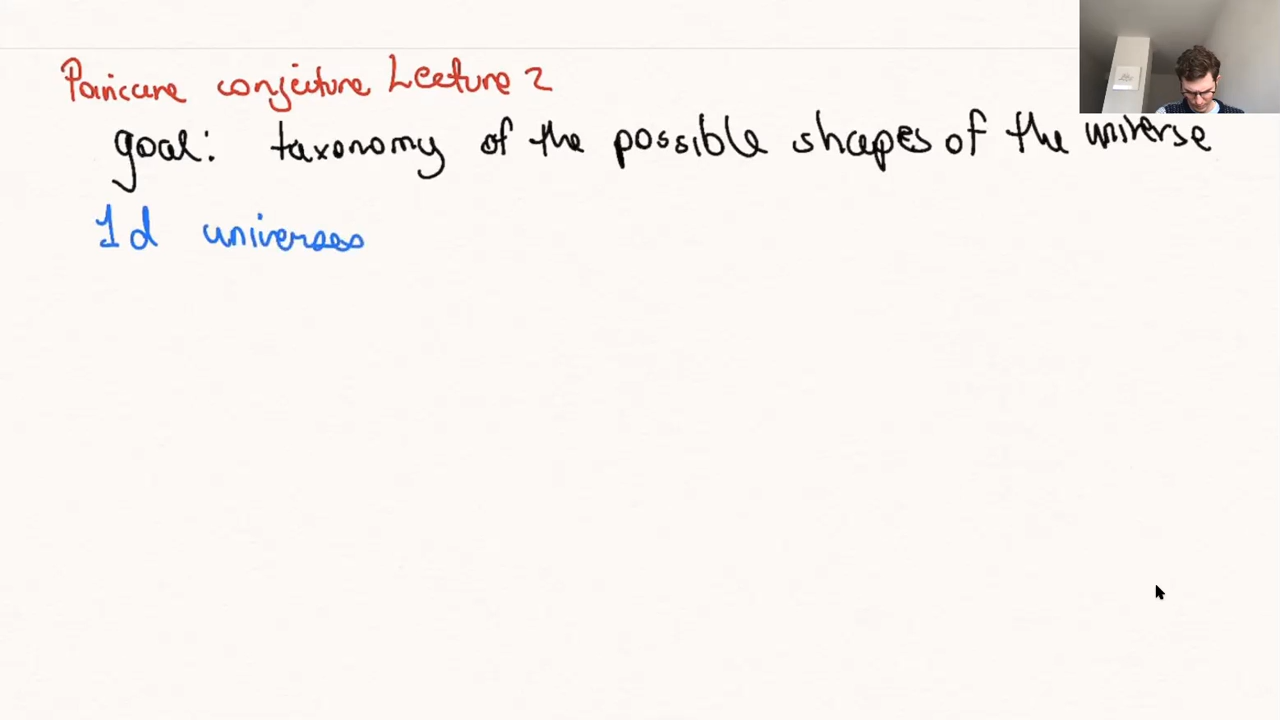 Poincare conjecture Lecture 2
goal: taxonomy of the possible shapes of the universe
1d universes